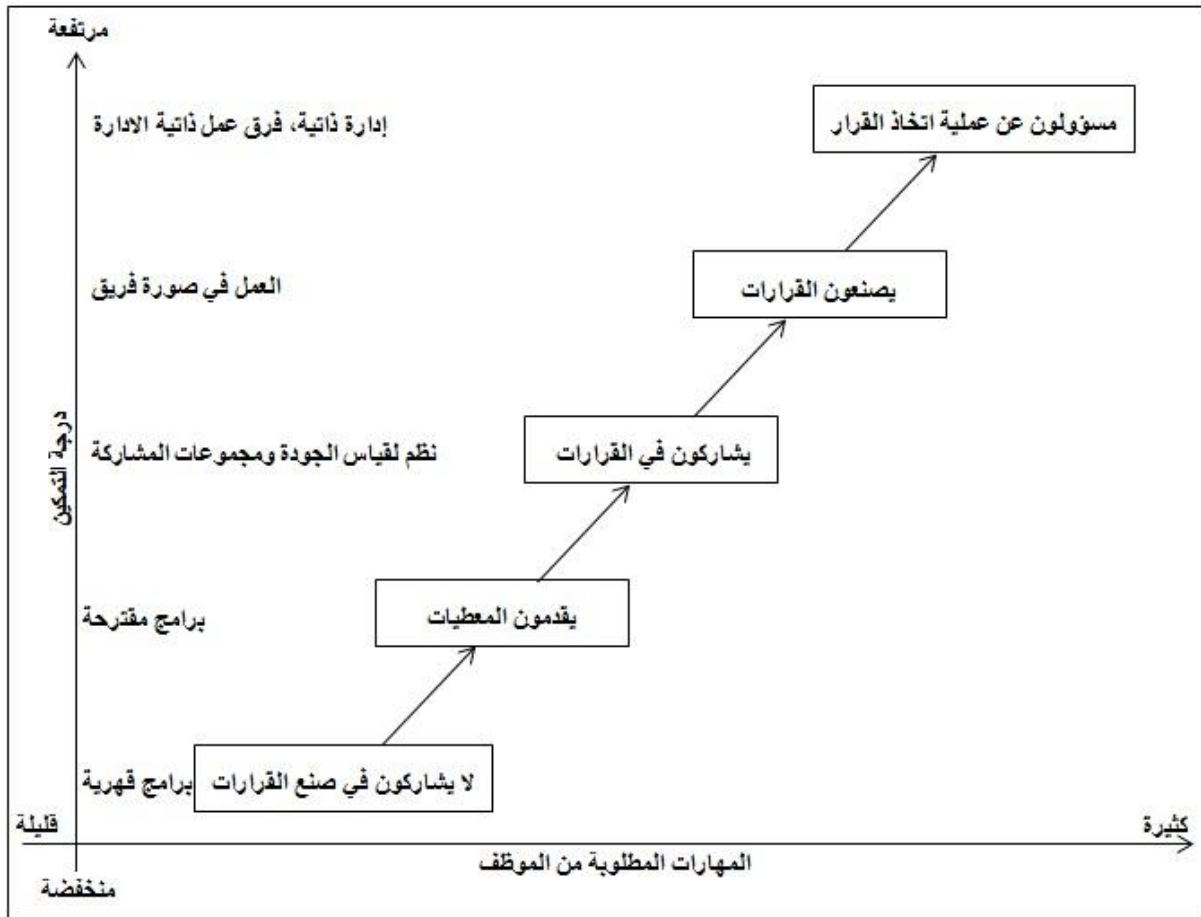 مرتفعة
مسؤولون عن عملية اتخاذ القرار
إدارة ذاتية، فرق عمل ذاتية الادارة
يصنعون القرارات
العمل في صورة فريق
يشاركون في القرارات
نظم لقياس الجودة ومجموعات المشاركة
درجة التمكين
يقدمون المعطيات
برامج مقترحة
لا يشاركون في صنع القرارات
برامج قهرية
كثيرة
المهارات المطلوبة من الموظف
قليلة
منخفضة